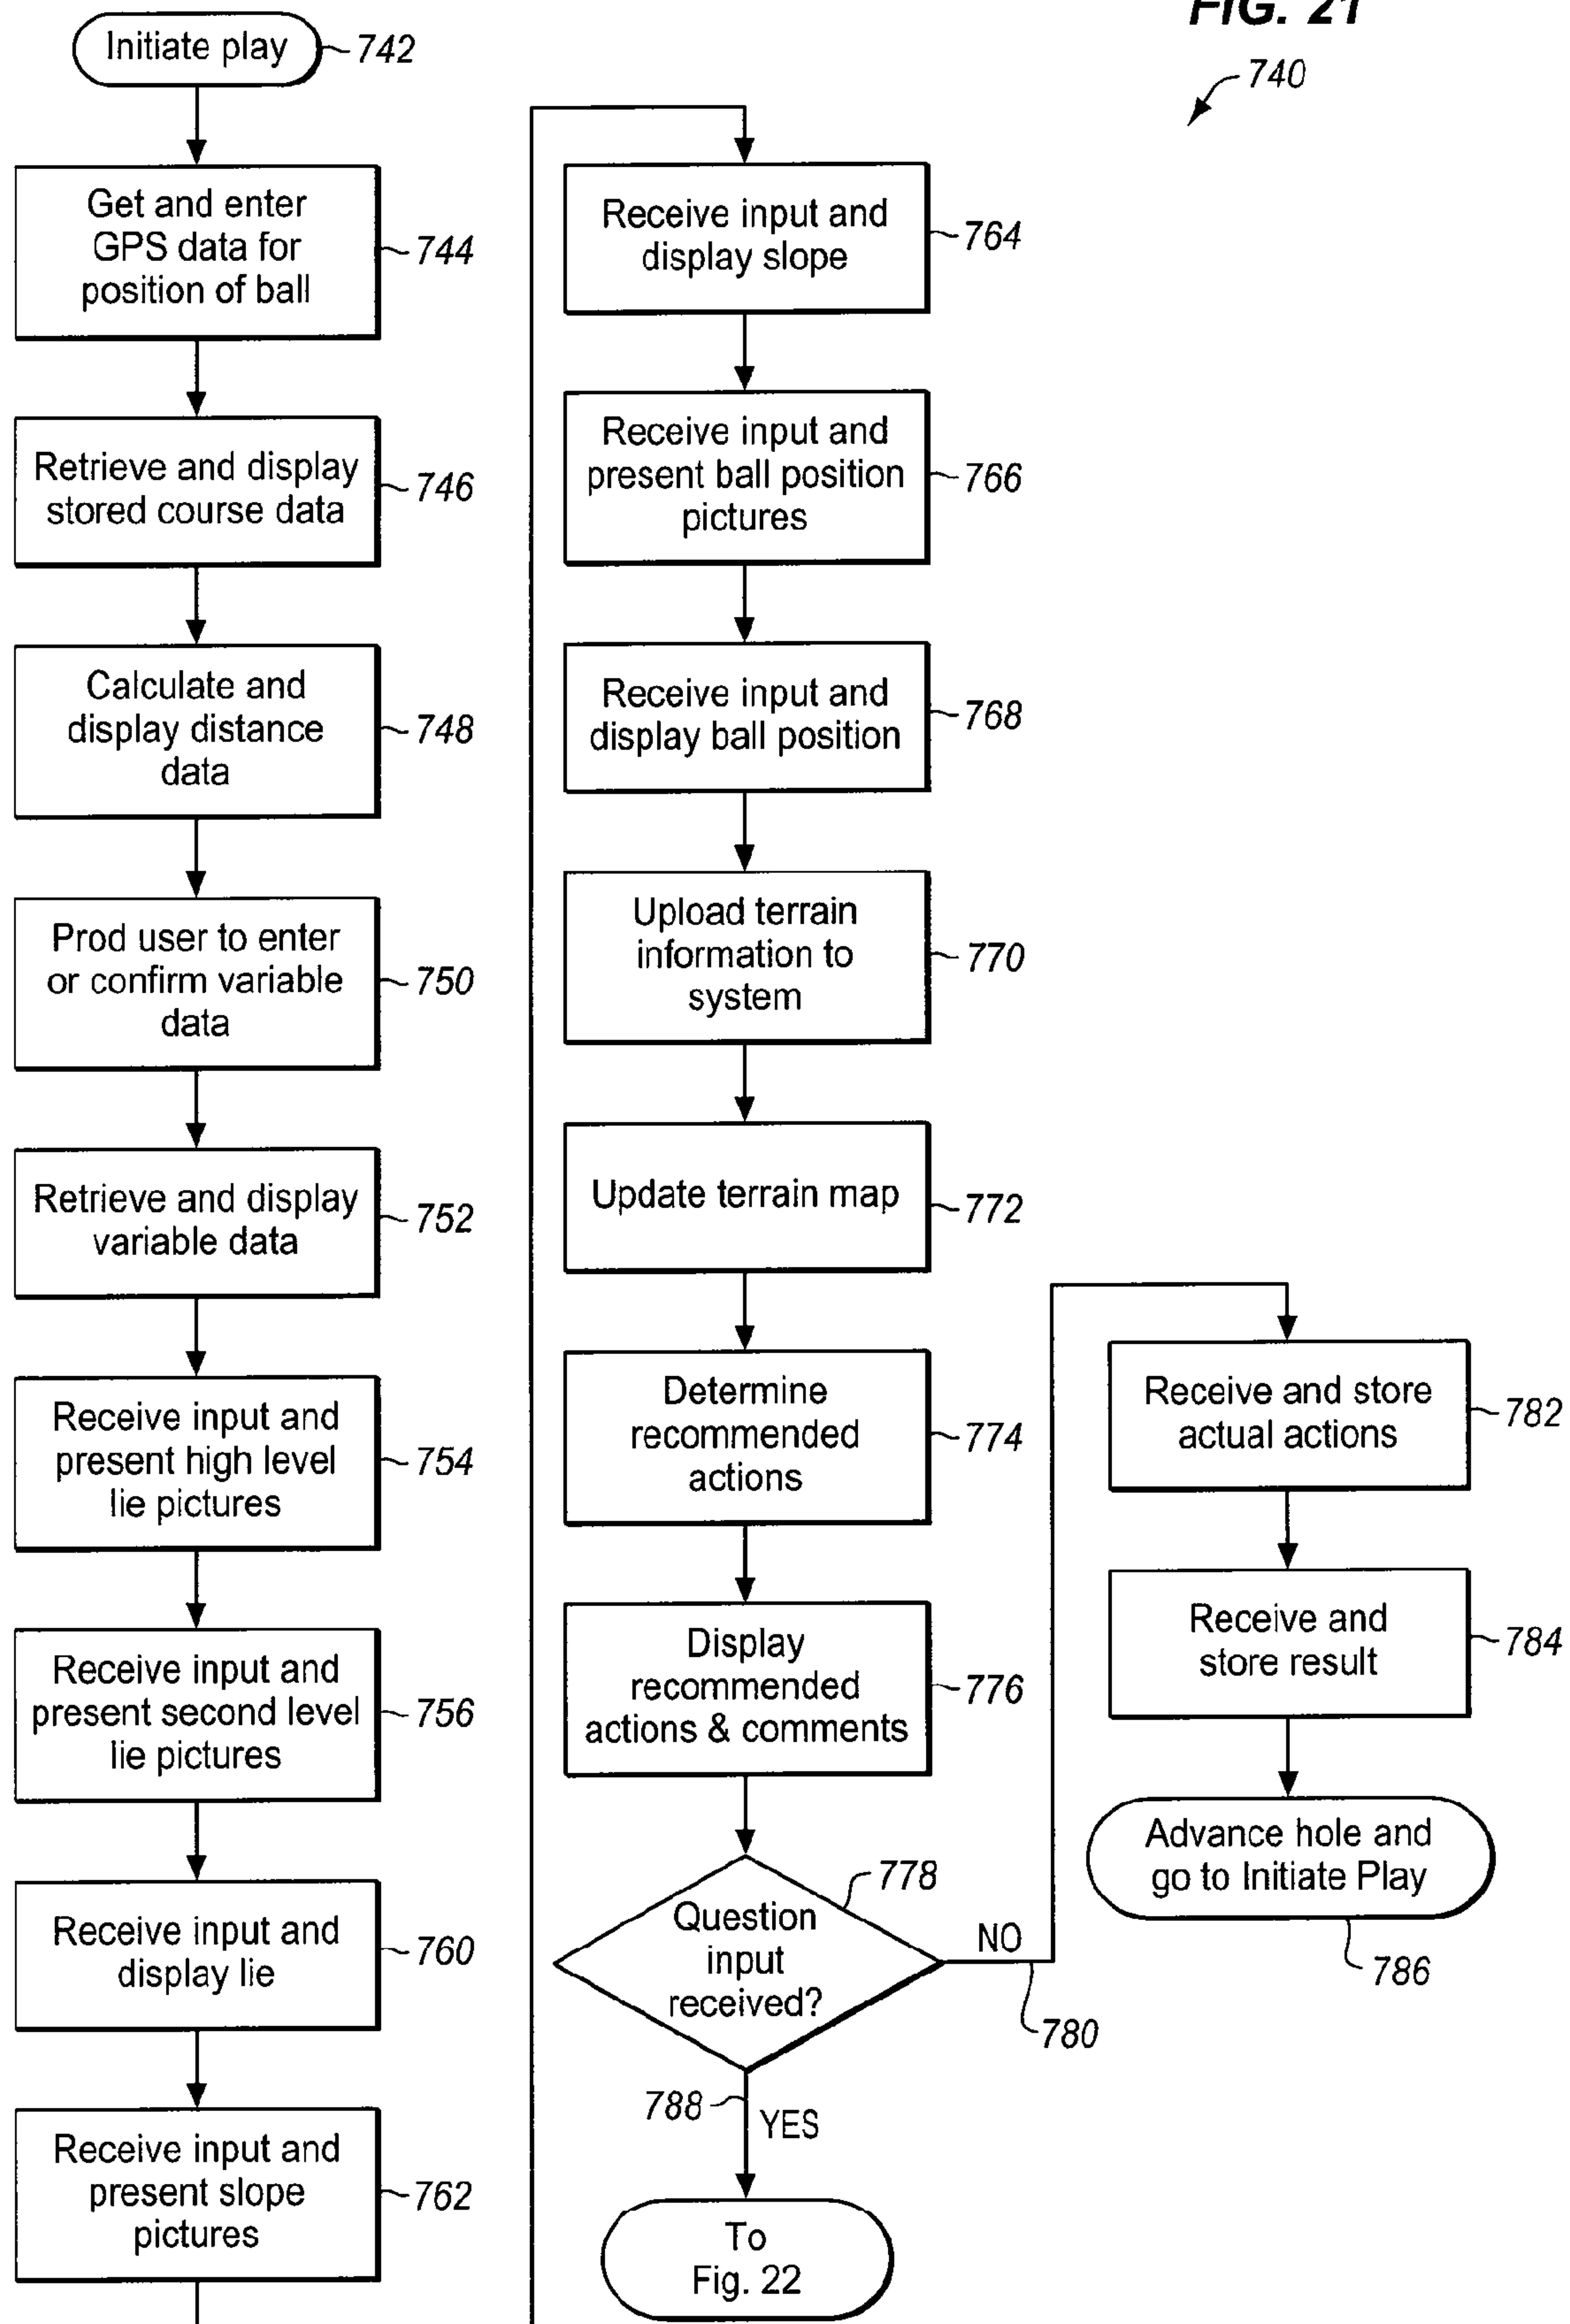 FIG. 21
740
Initiate play
742
Get and enter
GPS data for
position of ball
744
Retrieve and display
stored course data
746
Calculate and
display distance
data
748
Prod user to enter
or confirm variable
data
750
Retrieve and display
variable data
752
Receive input and
present high level
lie pictures
754
Receive input and
present second level
lie pictures
756
Receive input and
display lie
760
Receive input and
present slope
pictures
762
Receive input and
display slope
764
Receive input and
present ball position
pictures
766
Receive input and
display ball position
768
Upload terrain
information to
system
770
Update terrain map
772
Determine
recommended
actions
774
Display
recommended
actions & comments
776
Question
input
received?
778
NO
780
788
YES
To
Fig. 22
Receive and store
actual actions
782
Receive and
store result
784
Advance hole and
go to Initiate Play
786